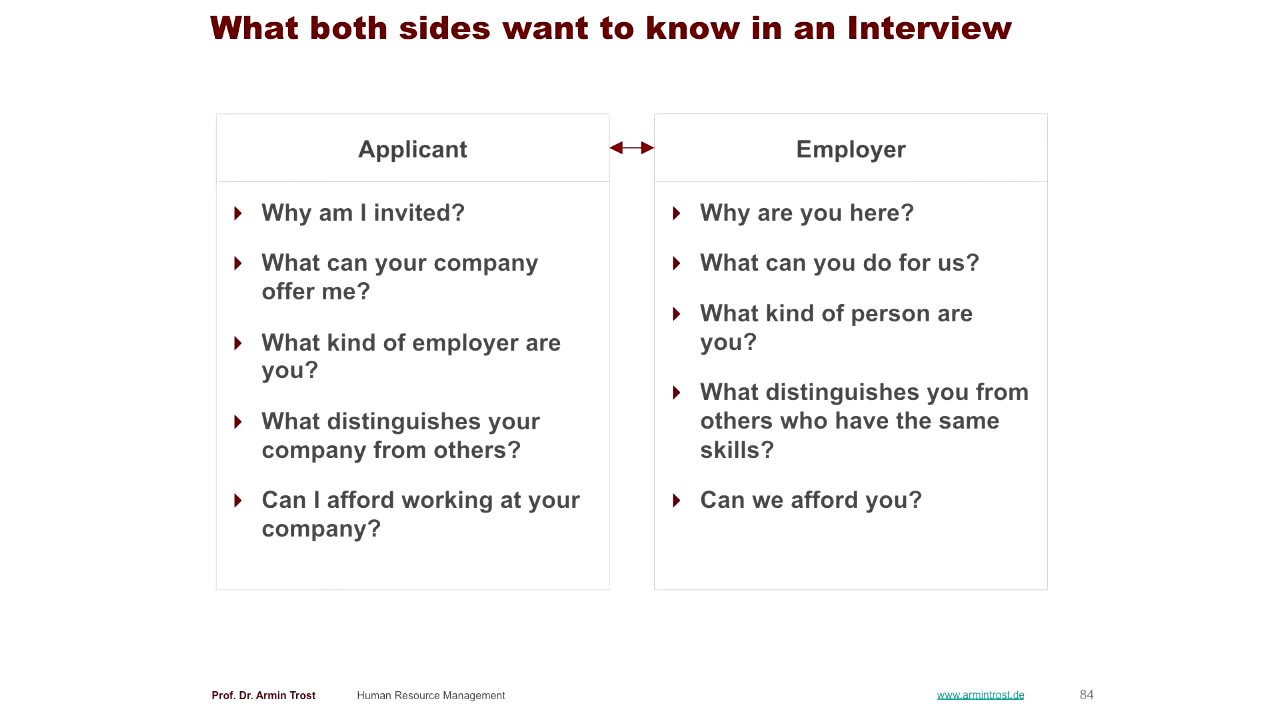 What both sides want to know in an Interview
Applicant
Why am I invited?
What can your company
offer me?
What kind of employer are
you?
What distinguishes your
company from others?
Can I afford working at your
company?
Employer
Why are you here?
What can you do for us?
What kind of person are
you?
What distinguishes you from
others who have the same
skills?
Can we afford you?
Prof. Dr. Armin Trost Human Resource Management www.armintrost.de 84